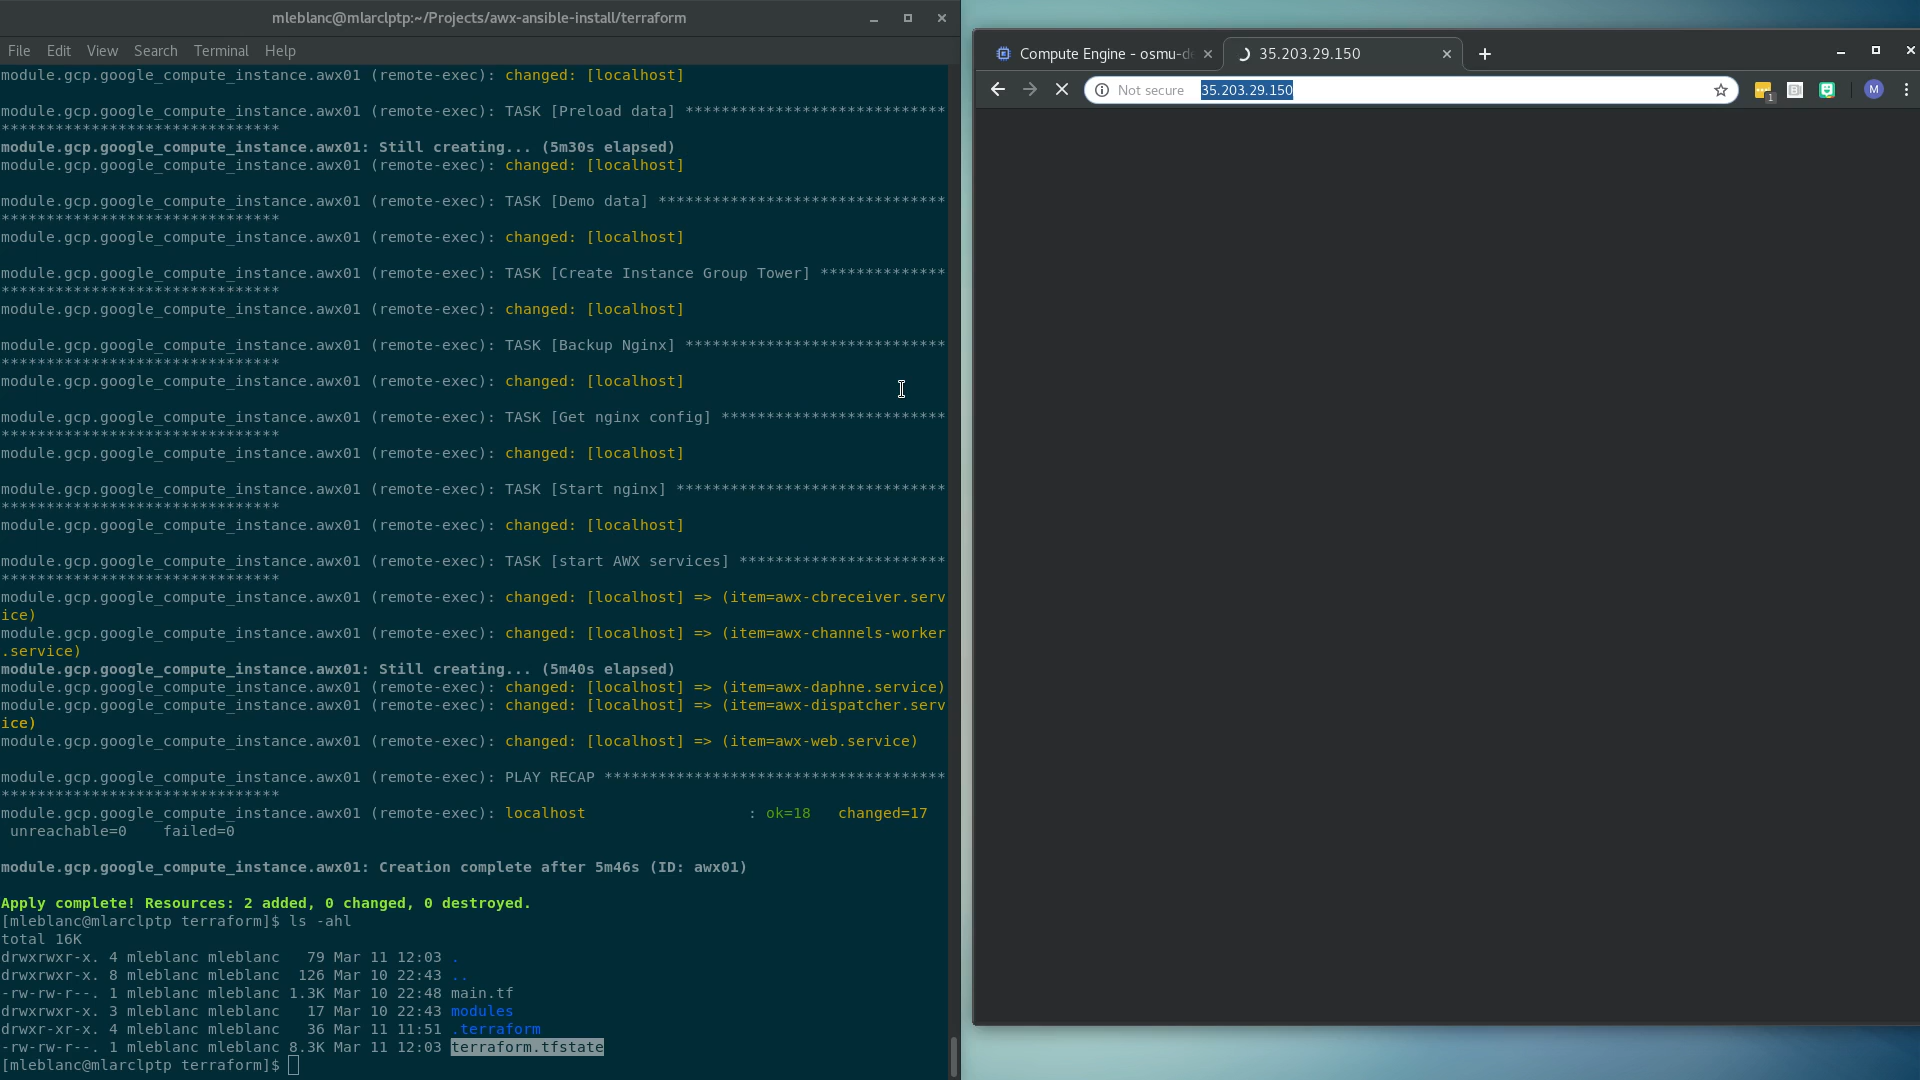 mleblanc@mlarclptp:~/Projects/awx-ansible-install/terraform
File Edit View Search Terminal Help
module.gcp.google_compute_instance.awx01 (remote-exec): changed: [localhost]
module.gcp.google_compute_instance.awx01 (remote-exec): TASK [Preload data] *****************************
*******************************
module.gcp.google_compute_instance.awx01: Still creating... (5m30s elapsed)
module.gcp.google_compute_instance.awx01 (remote-exec): changed: [localhost]
module.gcp.google_compute_instance.awx01 (remote-exec): TASK [Demo data] ********************************
*******************************
module.gcp.google_compute_instance.awx01 (remote-exec): changed: [localhost]
module.gcp.google_compute_instance.awx01 (remote-exec): TASK [Create Instance Group Tower] **************
*******************************
module.gcp.google_compute_instance.awx01 (remote-exec): changed: [localhost]
module.gcp.google_compute_instance.awx01 (remote-exec): TASK [Backup Nginx] *****************************
*******************************
module.gcp.google_compute_instance.awx01 (remote-exec): changed: [localhost]
module.gcp.google_compute_instance.awx01 (remote-exec): TASK [Get nginx config] *************************
*******************************
module.gcp.google_compute_instance.awx01 (remote-exec): changed: [localhost]
module.gcp.google_compute_instance.awx01 (remote-exec): TASK [Start nginx] ******************************
*******************************
module.gcp.google_compute_instance.awx01 (remote-exec): changed: [localhost]
module.gcp.google_compute_instance.awx01 (remote-exec): TASK [start AWX services] ***********************
*******************************
module.gcp.google_compute_instance.awx01 (remote-exec): changed: [localhost] => (item=awx-cbreceiver.serv
ice)
module.gcp.google_compute_instance.awx01 (remote-exec): changed: [localhost] => (item=awx-channels-worker
.service)
module.gcp.google_compute_instance.awx01: Still creating... (5m40s elapsed)
module.gcp.google_compute_instance.awx01 (remote-exec): changed: [localhost] => (item=awx-daphne.service)
module.gcp.google_compute_instance.awx01 (remote-exec): changed: [localhost] => (item=awx-dispatcher.serv
ice)
module.gcp.google_compute_instance.awx01 (remote-exec): changed: [localhost] => (item=awx-web.service)
module.gcp.google_compute_instance.awx01 (remote-exec): PLAY RECAP **************************************
*******************************
module.gcp.google_compute_instance.awx01 (remote-exec): localhost                  : ok=18   changed=17
 unreachable=0    failed=0
module.gcp.google_compute_instance.awx01: Creation complete after 5m46s (ID: awx01)
Apply complete! Resources: 2 added, 0 changed, 0 destroyed.
[mleblanc@mlarclptp terraform]$ ls -ahl
total 16K
drwxrwxr-x. 4 mleblanc mleblanc   79 Mar 11 12:03 .
drwxrwxr-x. 8 mleblanc mleblanc  126 Mar 10 22:43 ..
-rw-rw-r--. 1 mleblanc mleblanc 1.3K Mar 10 22:48 main.tf
drwxrwxr-x. 3 mleblanc mleblanc   17 Mar 10 22:43 modules
drwxr-xr-x. 4 mleblanc mleblanc   36 Mar 11 11:51 .terraform
-rw-rw-r--. 1 mleblanc mleblanc 8.3K Mar 11 12:03 terraform.tfstate
[mleblanc@mlarclptp terraform]$
Compute Engine - osmu-de
35.203.29.150
Not secure 35.203.29.150
1
M